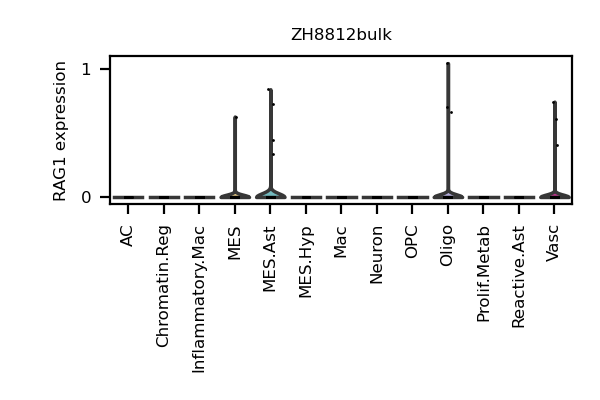 ZH8812bulk
RAG1 expression
1
0
AC
Chromatin.Reg
Inflammatory.Mac
MES
MES.Ast
MES.Hyp
Mac
Neuron
OPC
Oligo
Prolif.Metab
Reactive.Ast
Vasc